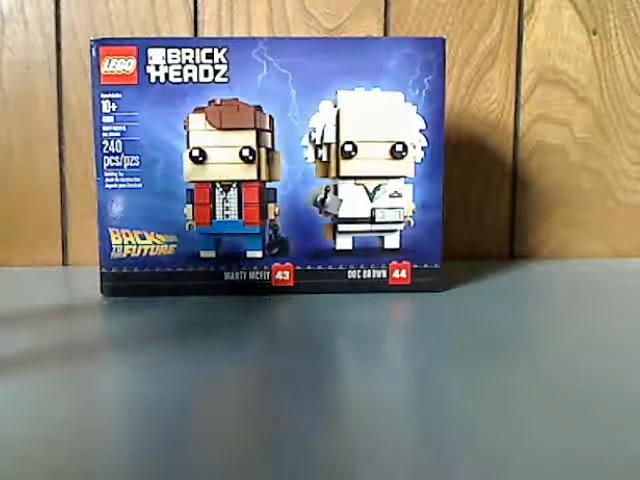 LEGO
BRICK
HEADZ
10+
240
pcs/pzs
BACK
TO THE
FUTURE
MARTY MCFLY 43
DOC BROWN 44